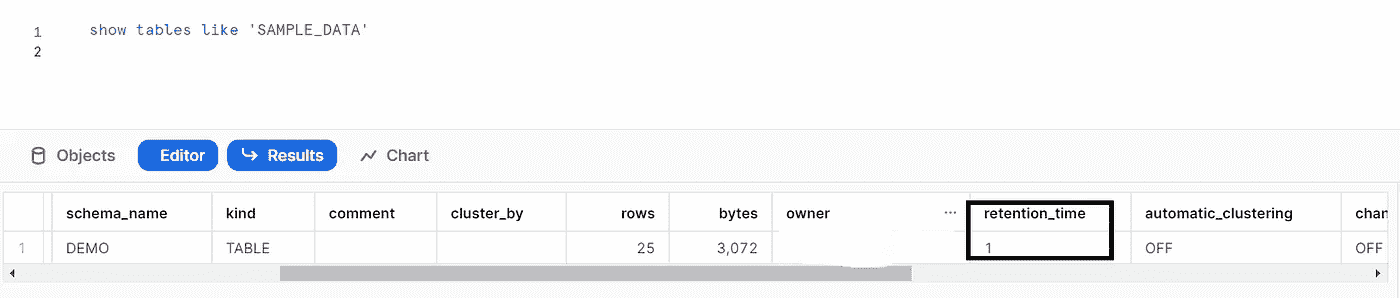 1 show tables like 'SAMPLE_DATA'
2
Objects Editor Results Chart
schema_name kind comment cluster_by rows bytes owner ... retention_time automatic_clustering chan
1 DEMO TABLE 25 3,072 1 OFF OFF